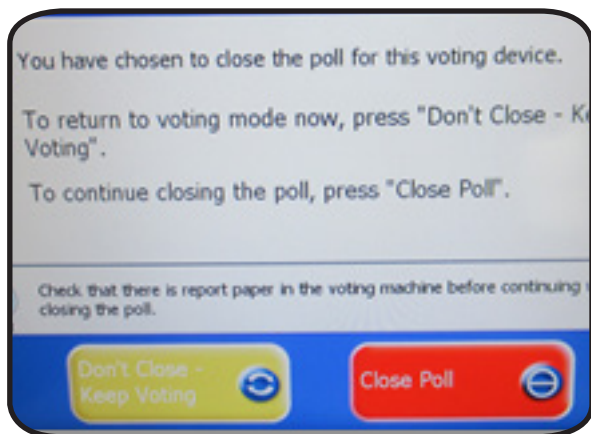 You have chosen to close the poll for this voting device.
To return to voting mode now, press "Don't Close -
Voting".
To continue closing the poll, press "Close Poll".
Check that there is report paper in the voting machine before continuing
closing the poll.
Don't Close -
Keep Voting
Close Poll